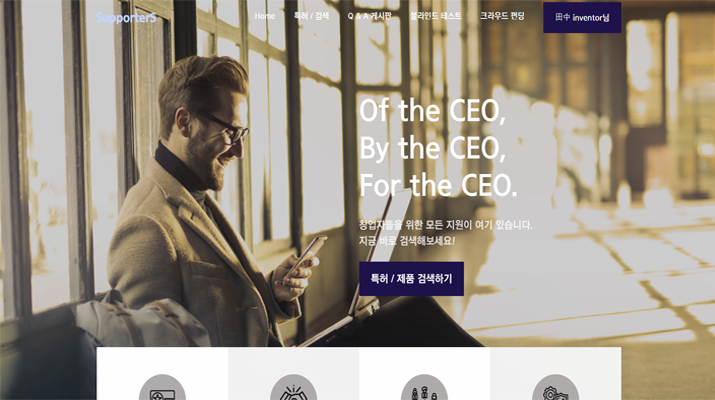 Supporter5
Home
특허 / 검색
Q & A 게시판
블라인드 테스트
크라우드 펀딩
田中 inventor님
Of the CEO,
By the CEO,
For the CEO.
창업자들을 위한 모든 지원이 여기 있습니다.
지금 바로 검색해보세요!
특허 / 제품 검색하기